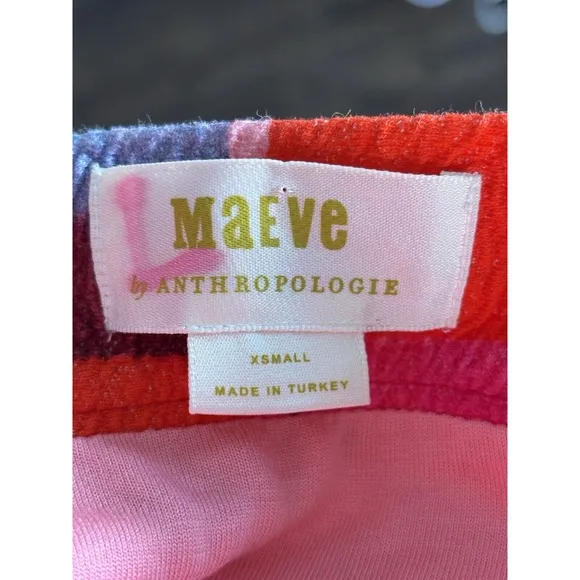 L
MaEve
by ANTHROPOLOGIE
XSMALL
MADE IN TURKEY